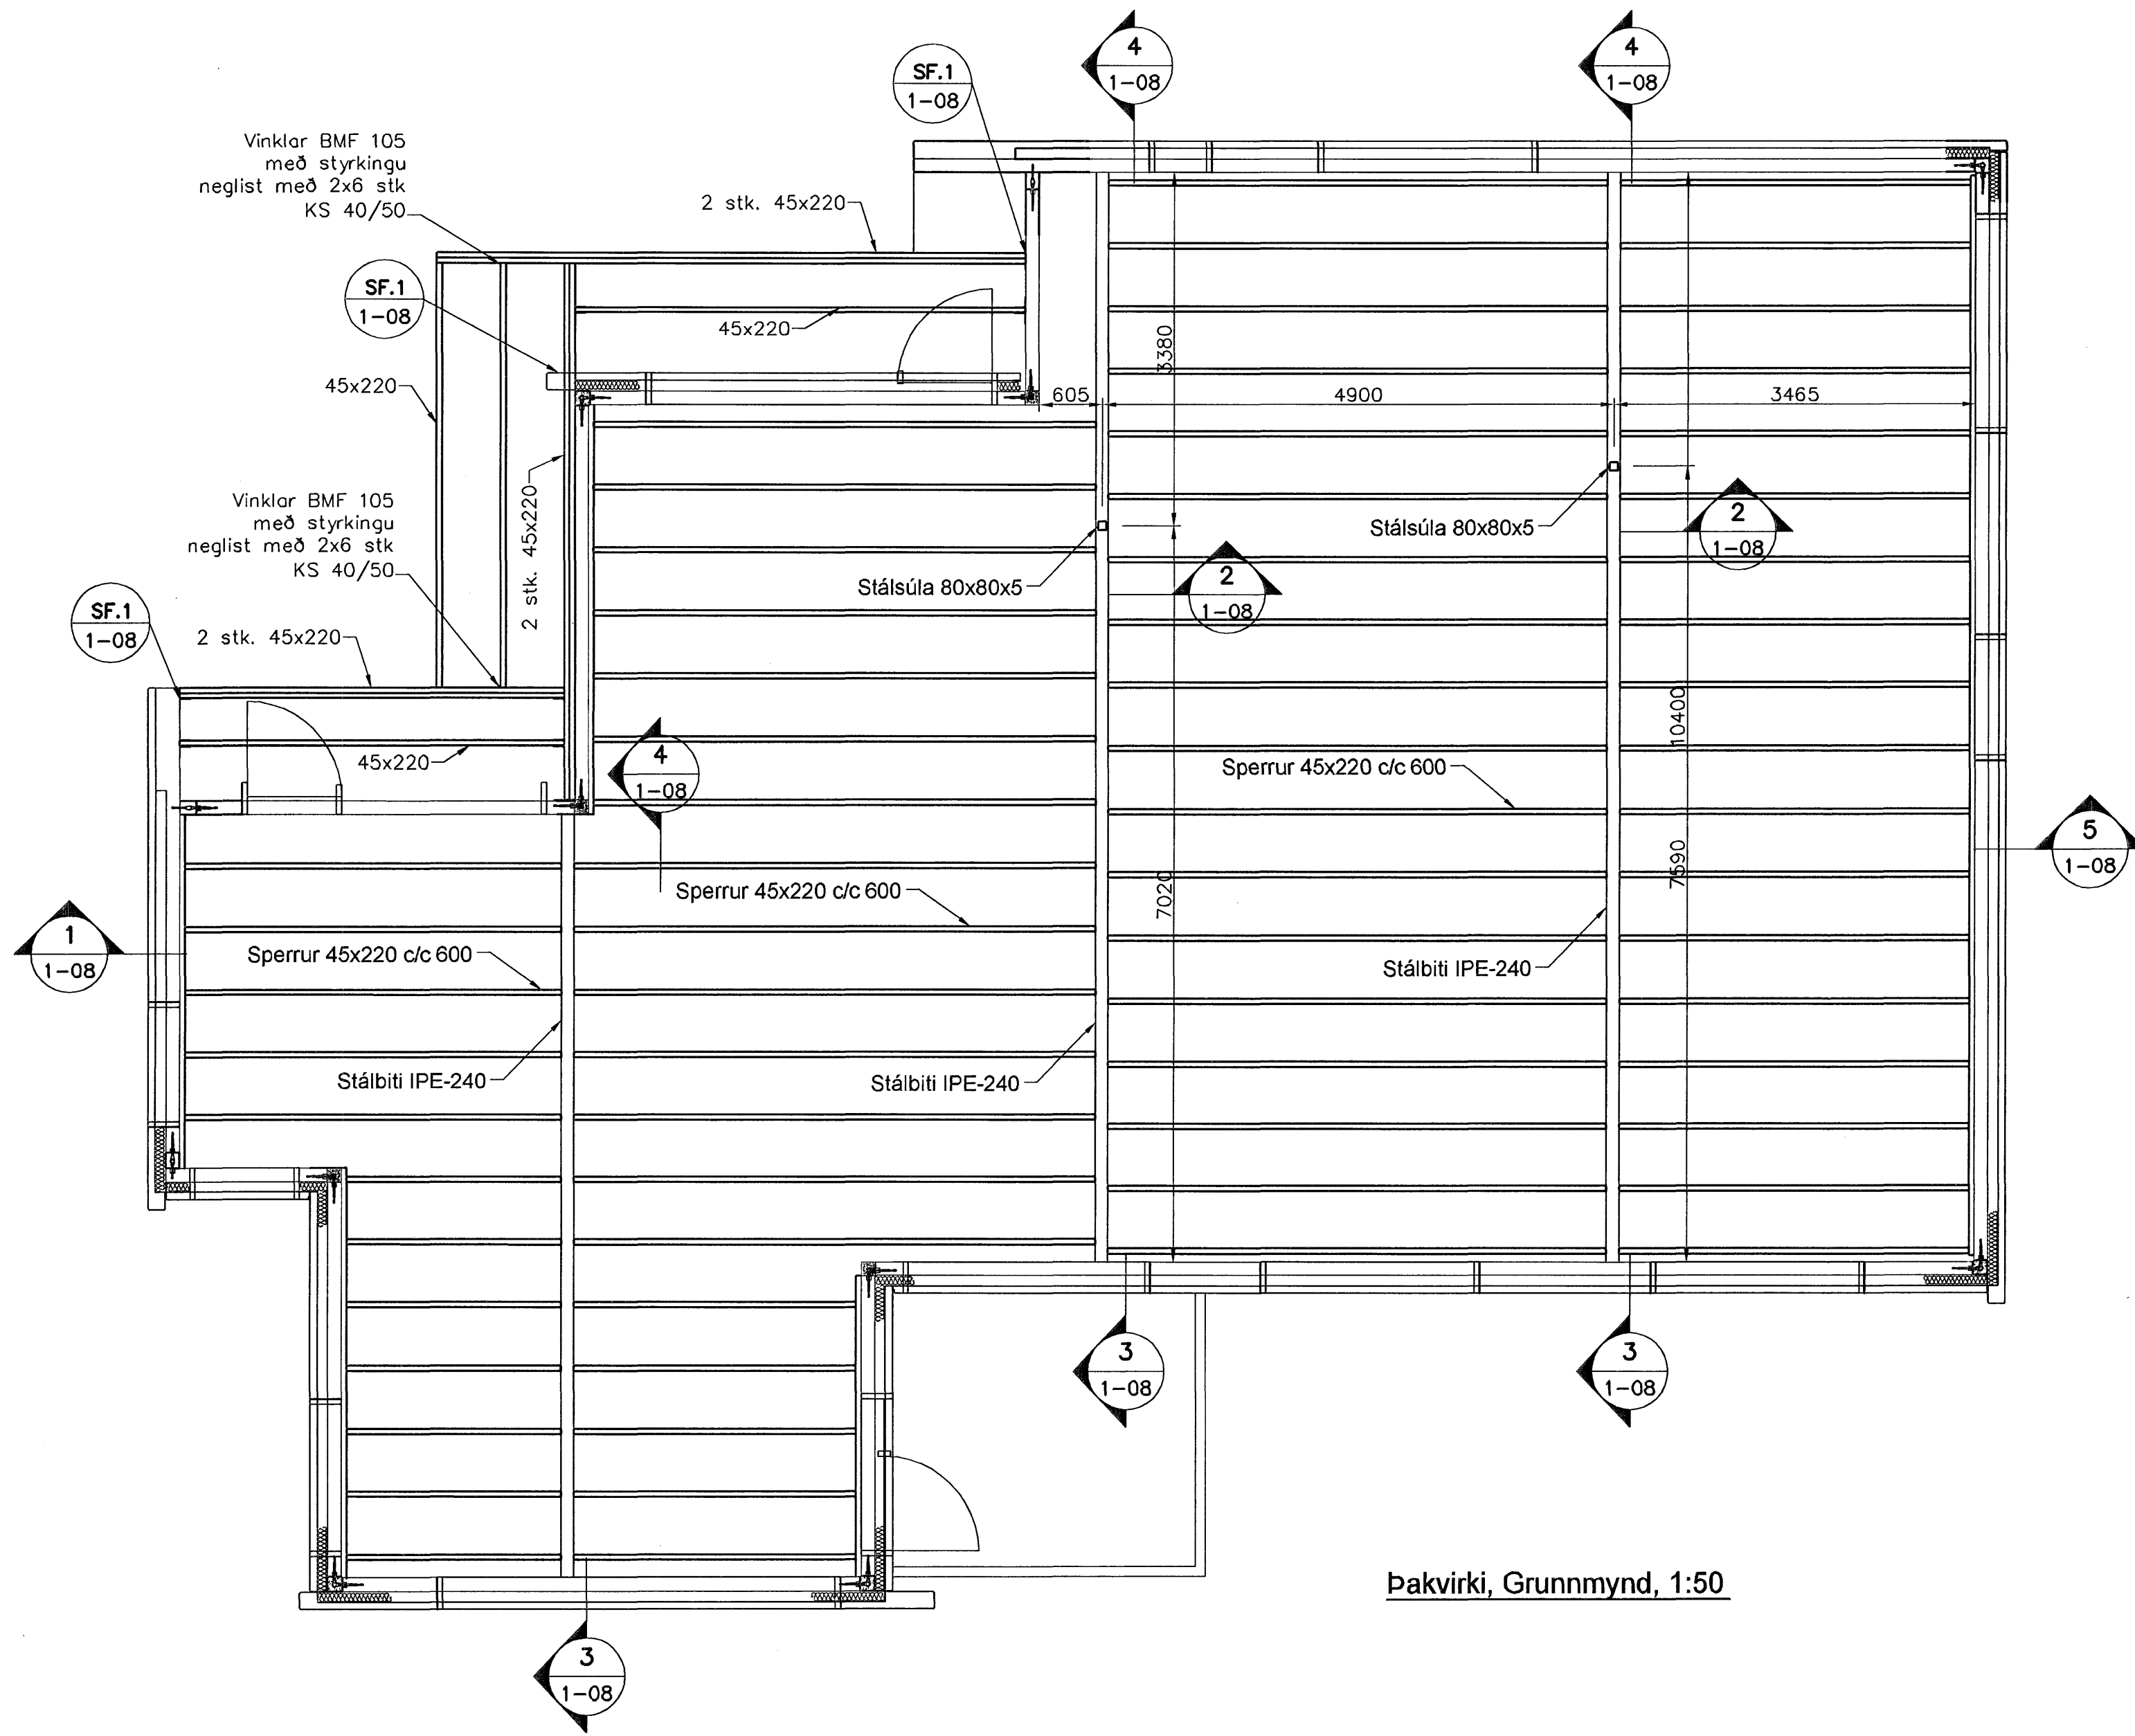 4
1-08
4
1-08
SF.1
1-08
Vinklar BMF 105
með styrkingu
neglist með 2x6 stk
KS 40/50
2 stk. 45x220
SF.1
1-08
45x220
45x220
3380
605
4900
3465
Vinklar BMF 105
með styrkingu
neglist með 2x6 stk
KS 40/50
2 stk. 45x220
Stálsúla 80x80x5
2
1-08
Stálsúla 80x80x5
2
1-08
SF.1
1-08
2 stk. 45x220
45x220
4
1-08
10400
Sperrur 45x220 c/c 600
5
1-08
7020
7590
Sperrur 45x220 c/c 600
1
1-08
Sperrur 45x220 c/c 600
Stálbiti IPE-240
Stálbiti IPE-240
Stálbiti IPE-240
3
1-08
3
1-08
Þakvirki, Grunnmynd, 1:50
3
1-08